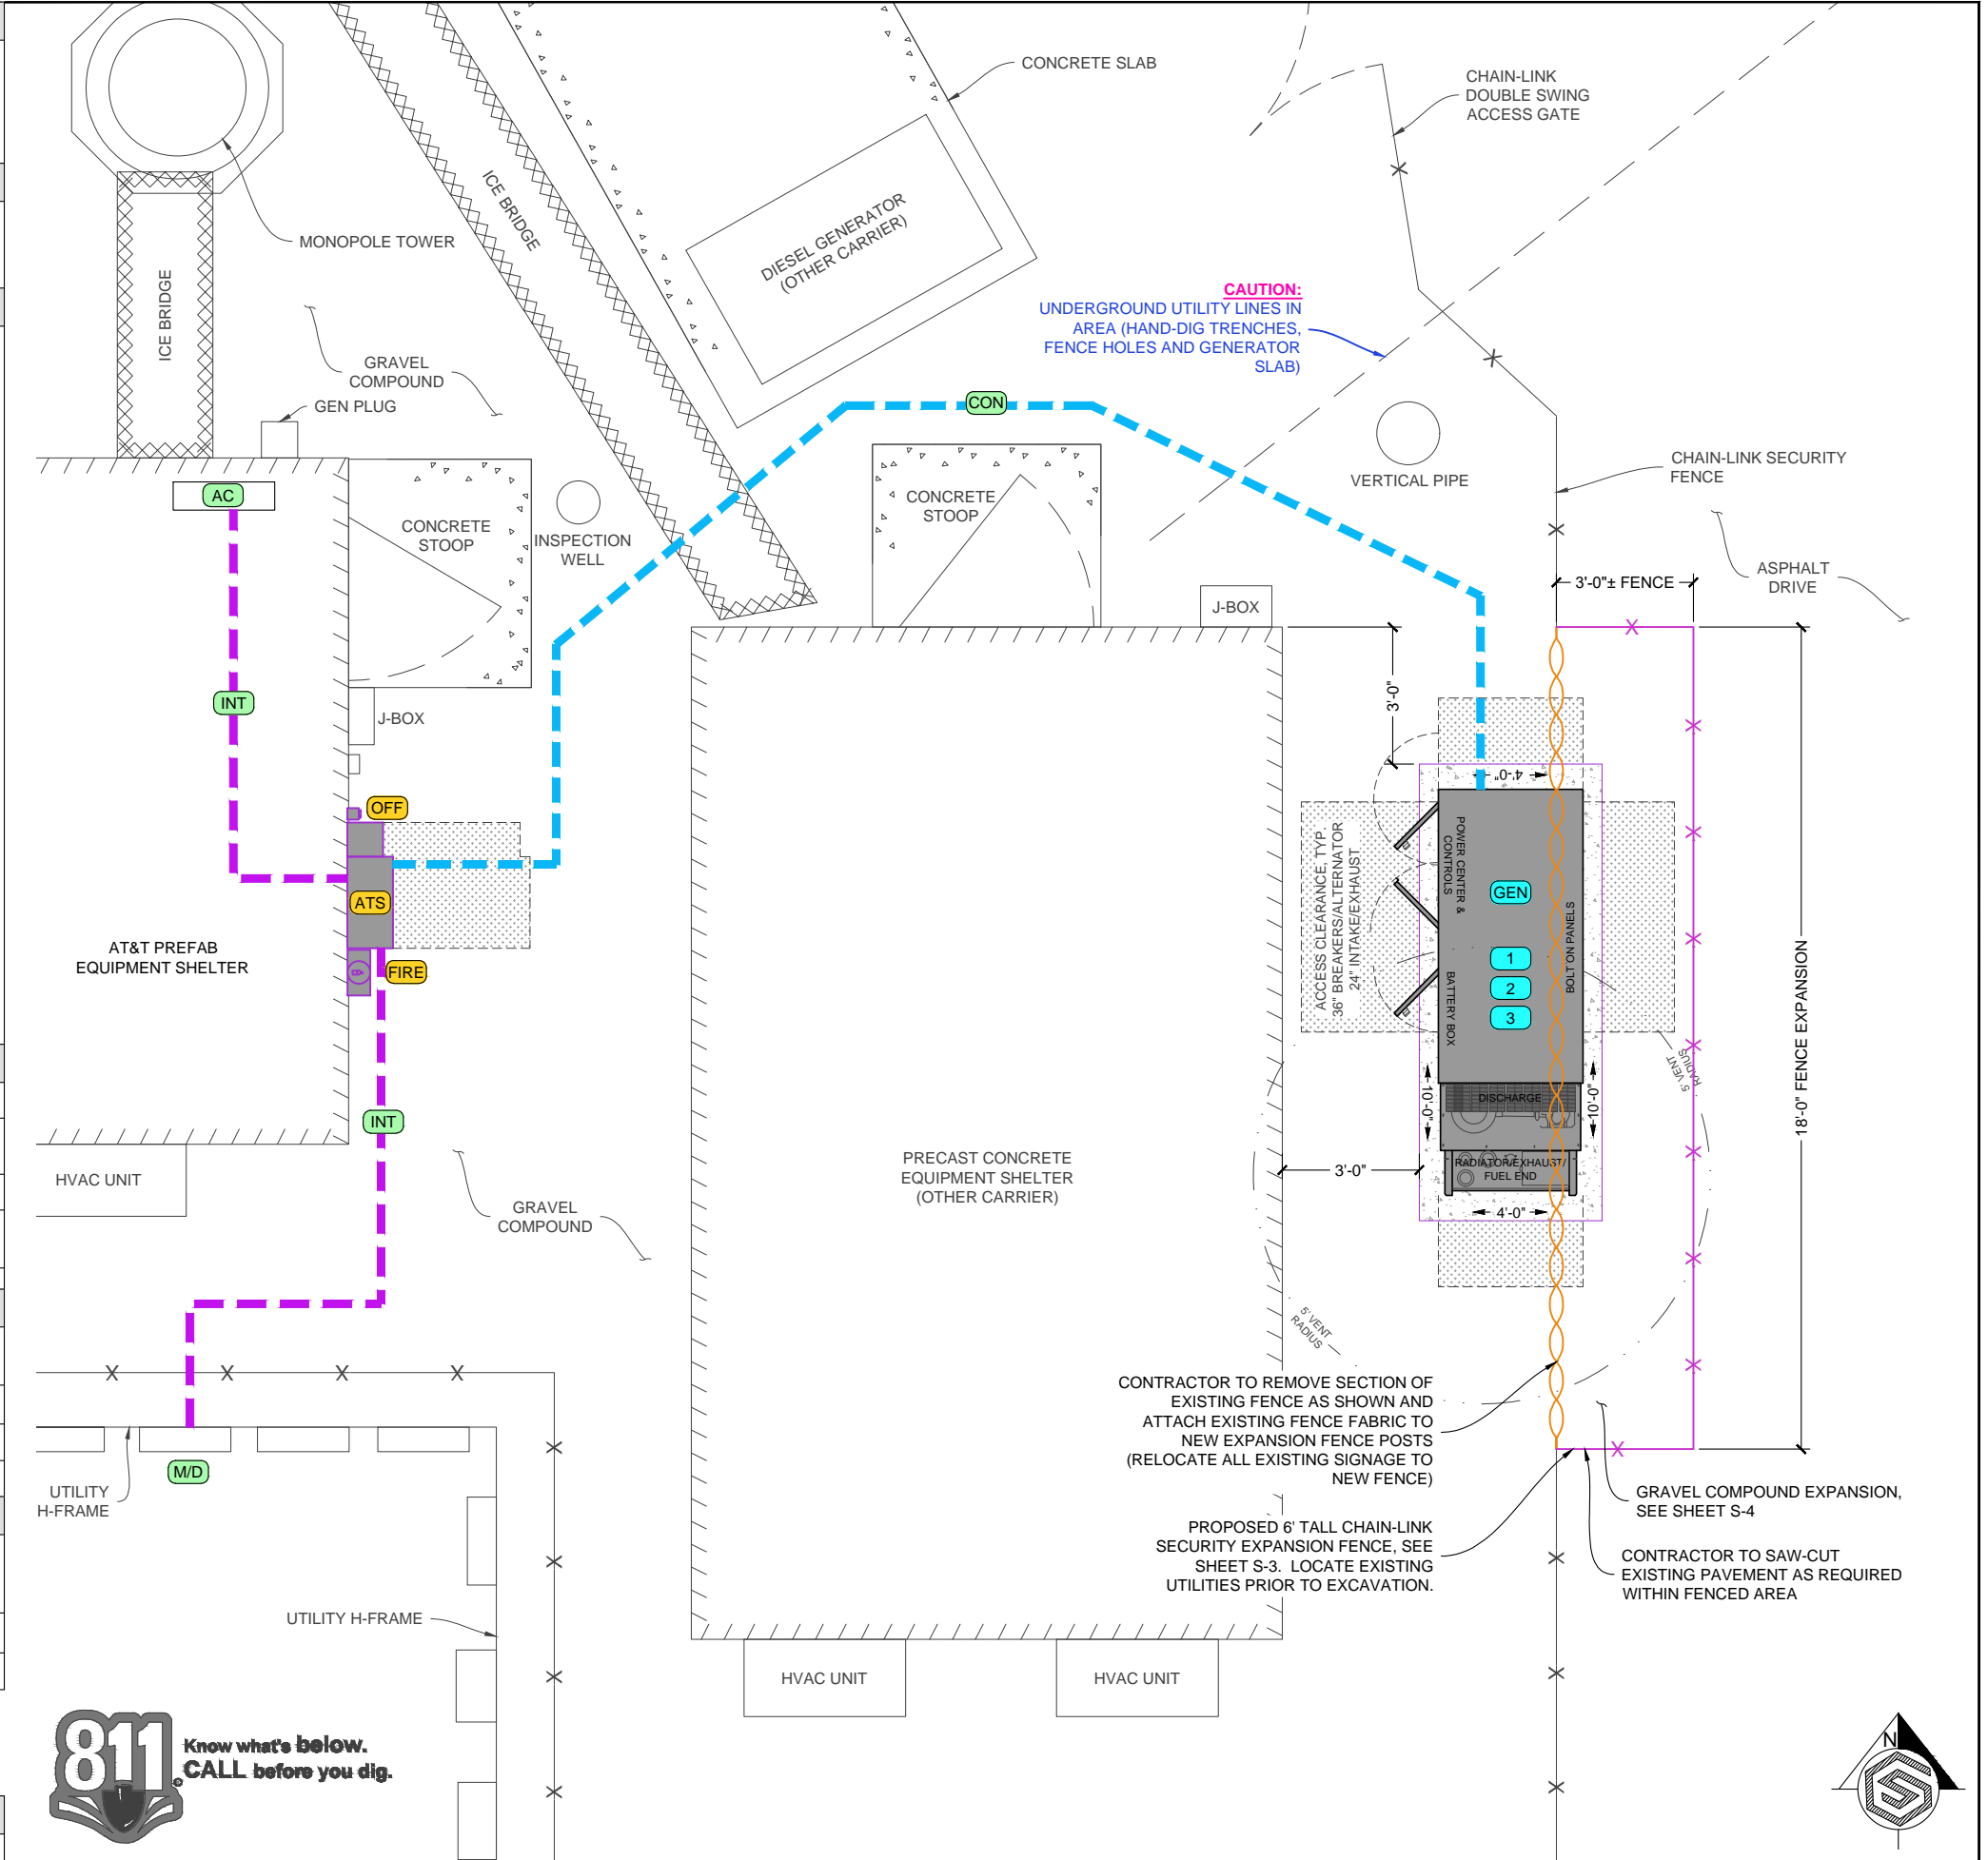 CONCRETE SLAB
CHAIN-LINK
DOUBLE SWING
ACCESS GATE
ICE BRIDGE
DIESEL GENERATOR
(OTHER CARRIER)
MONOPOLE TOWER
ICE BRIDGE
CAUTION:
UNDERGROUND UTILITY LINES IN
AREA (HAND-DIG TRENCHES,
FENCE HOLES AND GENERATOR
SLAB)
GRAVEL
COMPOUND
GEN PLUG
CON
VERTICAL PIPE
CHAIN-LINK SECURITY
FENCE
AC
CONCRETE
STOOP
INSPECTION
WELL
CONCRETE
STOOP
ASPHALT
DRIVE
3'-0"± FENCE
J-BOX
INT
J-BOX
3'-0"
4'-0"
OFF
ATS
FIRE
ACCESS CLEARANCE, TYP
36" BREAKERS/ALTERNATOR
24" INTAKE/EXHAUST
POWER CENTER &
CONTROLS
BATTERY BOX
GEN
1
2
3
BOLT ON PANELS
AT&T PREFAB
EQUIPMENT SHELTER
18'-0" FENCE EXPANSION
5' VENT
RADIUS
10'-0"
10'-0"
DISCHARGE
INT
HVAC UNIT
PRECAST CONCRETE
EQUIPMENT SHELTER
(OTHER CARRIER)
3'-0"
RADIATOR/EXHAUST/
FUEL END
4'-0"
GRAVEL
COMPOUND
5' VENT
RADIUS
CONTRACTOR TO REMOVE SECTION OF
EXISTING FENCE AS SHOWN AND
ATTACH EXISTING FENCE FABRIC TO
NEW EXPANSION FENCE POSTS
(RELOCATE ALL EXISTING SIGNAGE TO
NEW FENCE)
M/D
UTILITY
H-FRAME
GRAVEL COMPOUND EXPANSION,
SEE SHEET S-4
PROPOSED 6' TALL CHAIN-LINK
SECURITY EXPANSION FENCE, SEE
SHEET S-3. LOCATE EXISTING
UTILITIES PRIOR TO EXCAVATION.
CONTRACTOR TO SAW-CUT
EXISTING PAVEMENT AS REQUIRED
WITHIN FENCED AREA
UTILITY H-FRAME
HVAC UNIT
HVAC UNIT
811
Know what's below.
CALL before you dig.
N